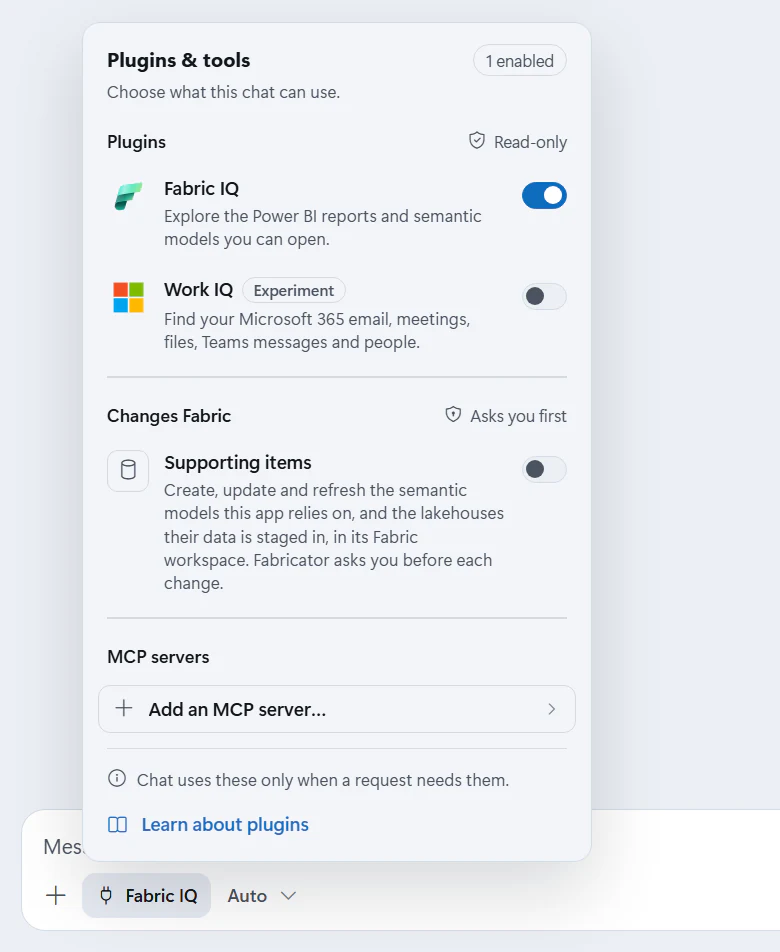 Plugins & tools
1 enabled
Choose what this chat can use.
Plugins
Read-only
Fabric IQ
Explore the Power BI reports and semantic
models you can open.
Work IQ
Experiment
Find your Microsoft 365 email, meetings,
files, Teams messages and people.
Changes Fabric
Asks you first
Supporting items
Create, update and refresh the semantic
models this app relies on, and the lakehouses
their data is staged in, in its Fabric
workspace. Fabricator asks you before each
change.
MCP servers
Add an MCP server...
Chat uses these only when a request needs them.
Learn about plugins
Fabric IQ
Auto